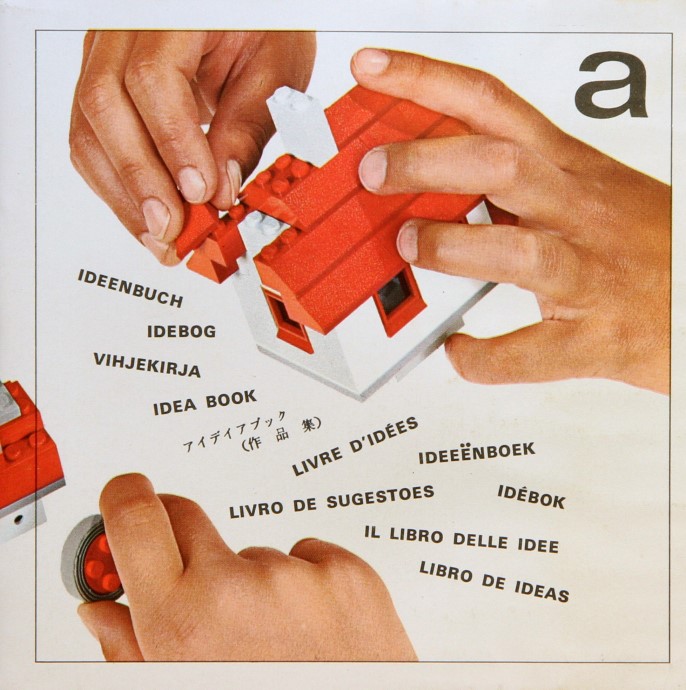 a
IDEENBUCH
IDEBOG
VIHJEKIRJA
IDEA BOOK
アイディアブック
(作品集)
LIVRE D'IDÉES
IDEEËNBOEK
LIVRO DE SUGESTOES
IDÉBOK
IL LIBRO DELLE IDEE
LIBRO DE IDEAS